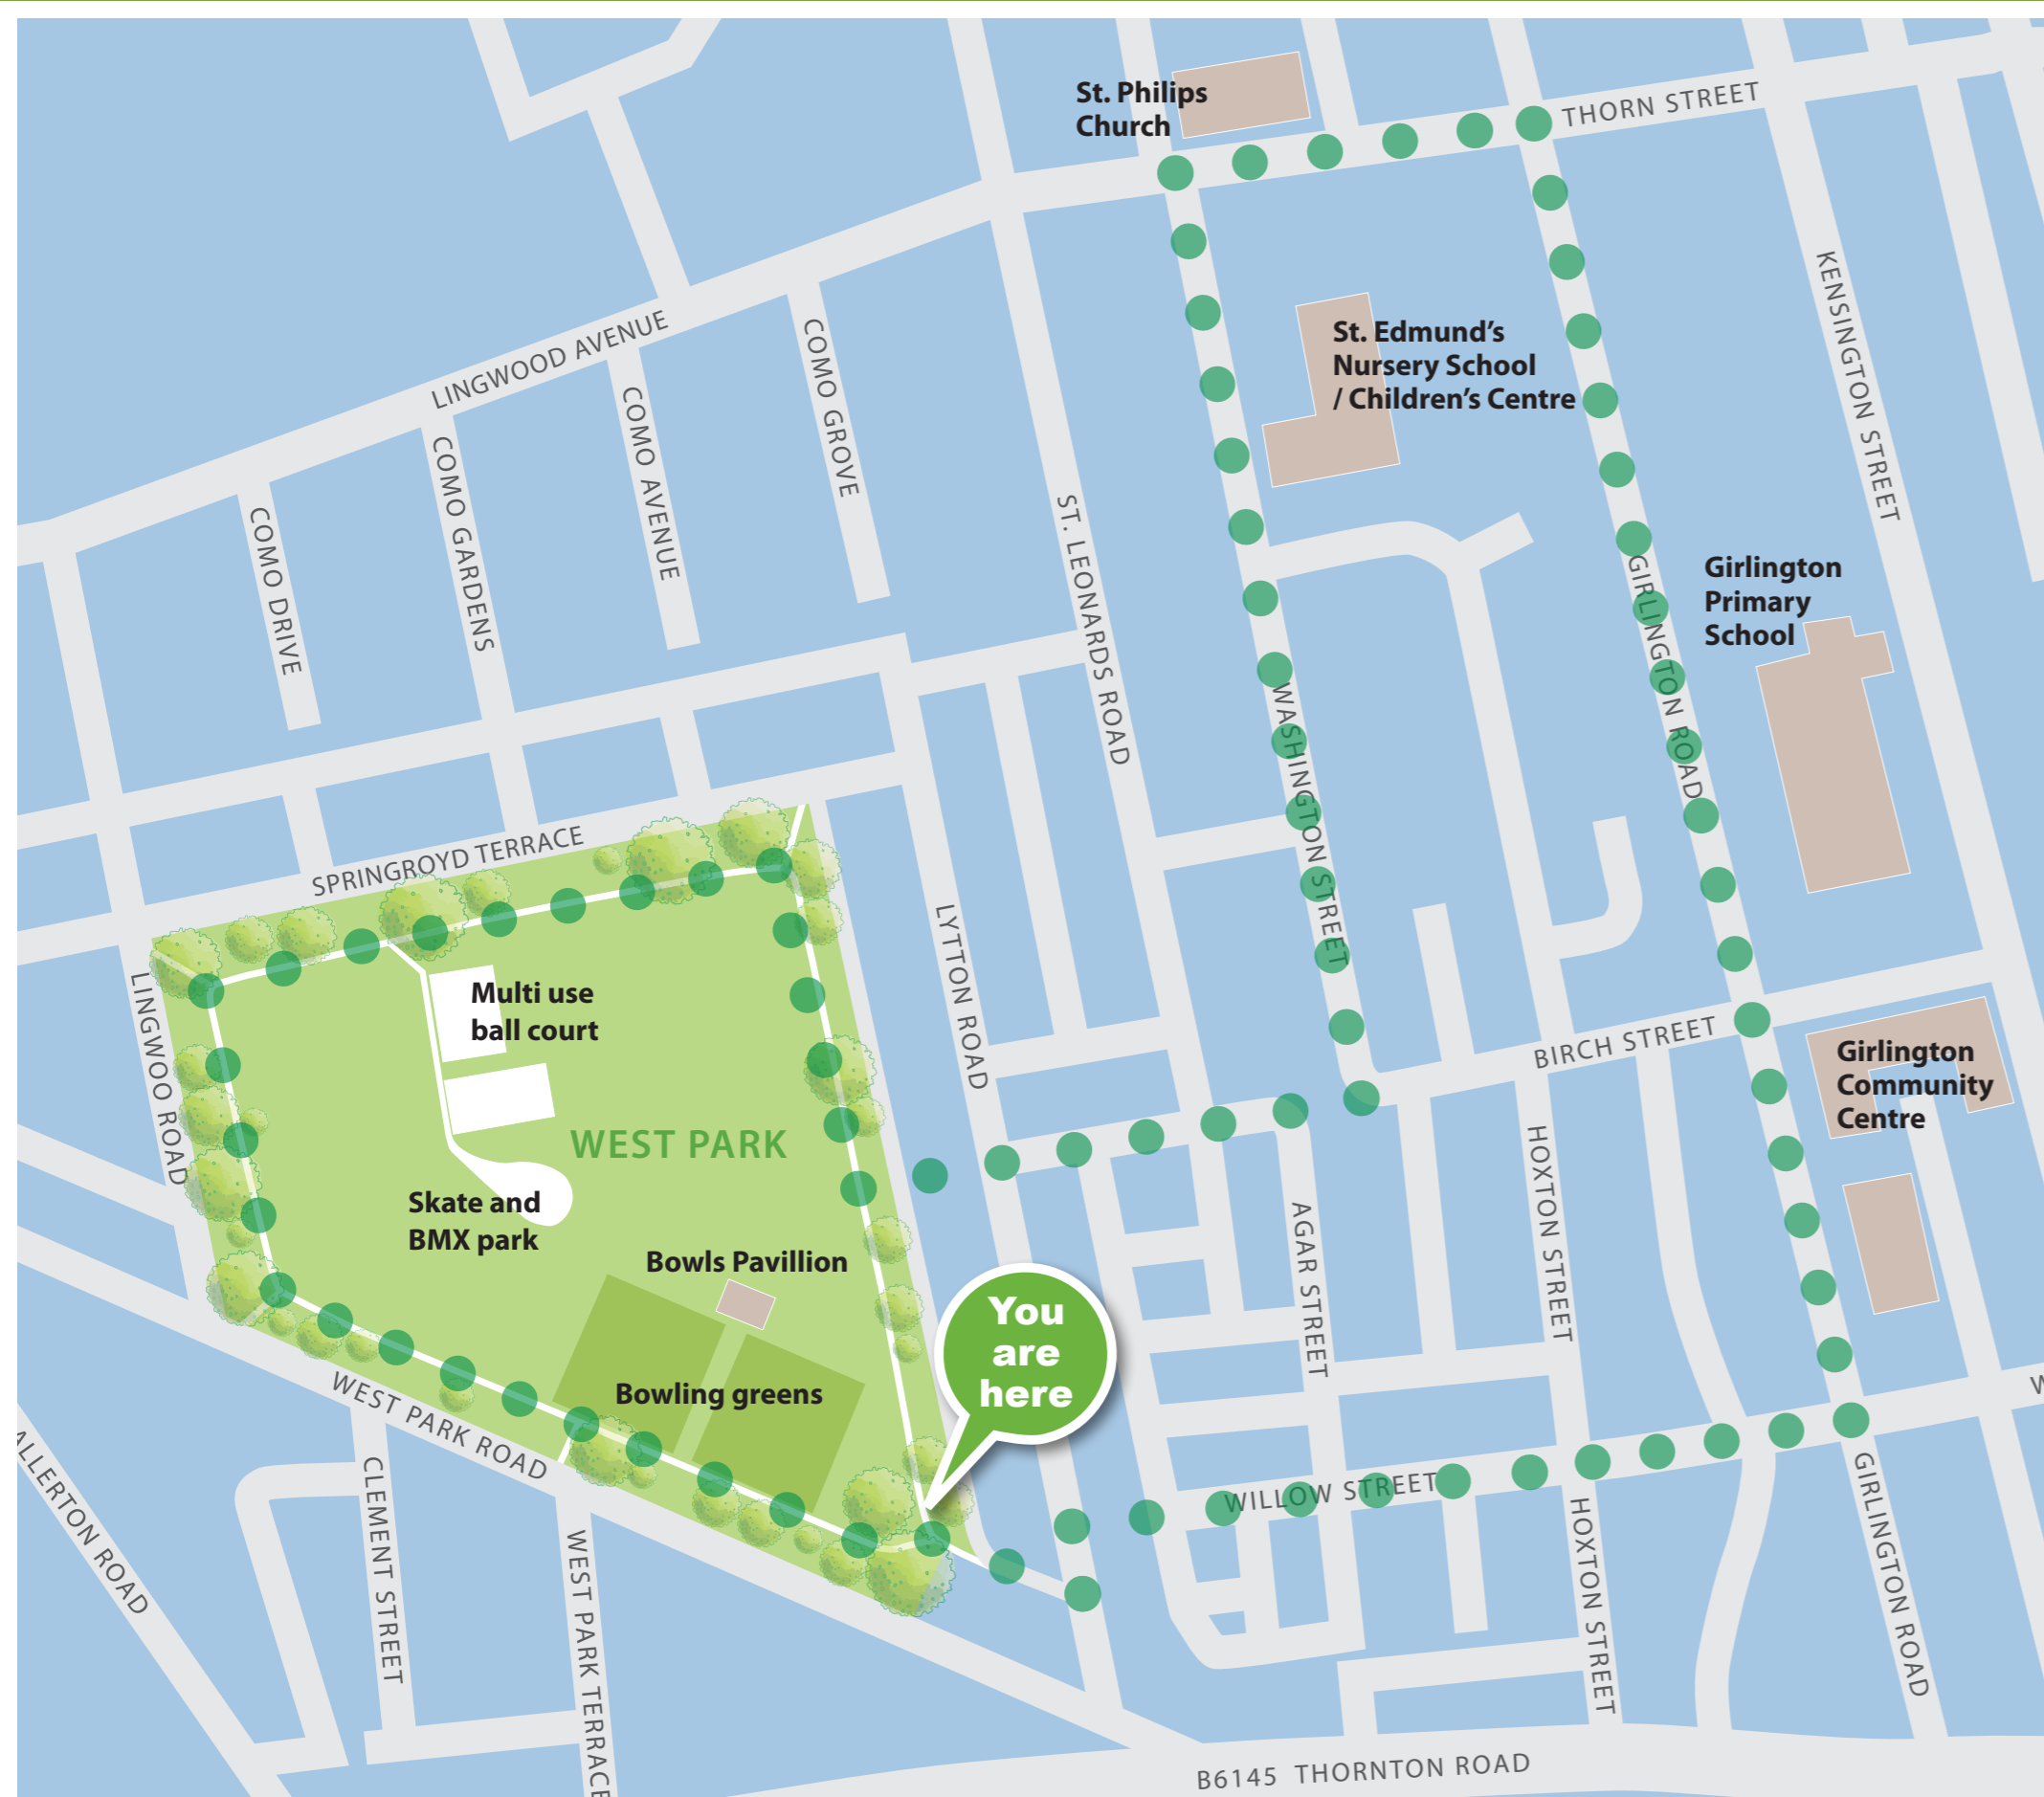 St. Philips
Church
THORN STREET
KENSINGTON STREET
St. Edmund's
Nursery School
/ Children's Centre
LINGWOOD AVENUE
COMO GROVE
COMO AVENUE
COMO GARDENS
COMO DRIVE
ST. LEONARDS ROAD
GIRLINGTON ROAD
Girlington
Primary
School
WASHINGTON STREET
SPRINGROYD TERRACE
LYTTON ROAD
LINGWOO ROAD
Multi use
ball court
BIRCH STREET
Girlington
Community
Centre
WEST PARK
HOXTON STREET
Skate and
BMX park
AGAR STREET
Bowls Pavillion
You
are
here
Bowling greens
WEST PARK ROAD
WILLOW STREET
W
ALLERTON ROAD
CLEMENT STREET
WEST PARK TERRACE
HOXTON STREET
GIRLINGTON ROAD
B6145 THORNTON ROAD